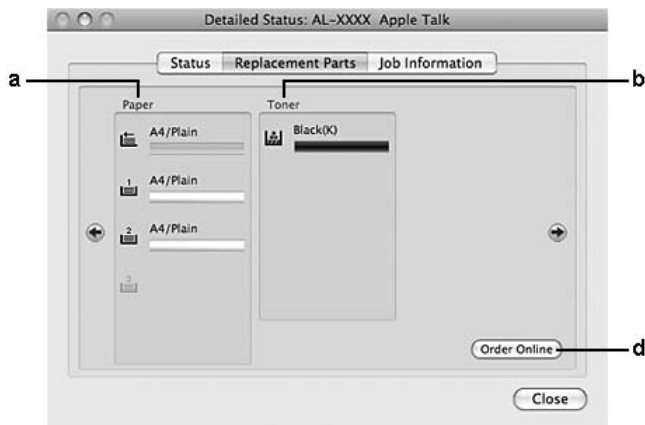 Detailed Status: AL-XXXX Apple Talk
Status Replacement Parts Job Information
a
b
Paper
Toner
A4/Plain
Black(K)
1
A4/Plain
2
A4/Plain
3
Order Online
d
Close